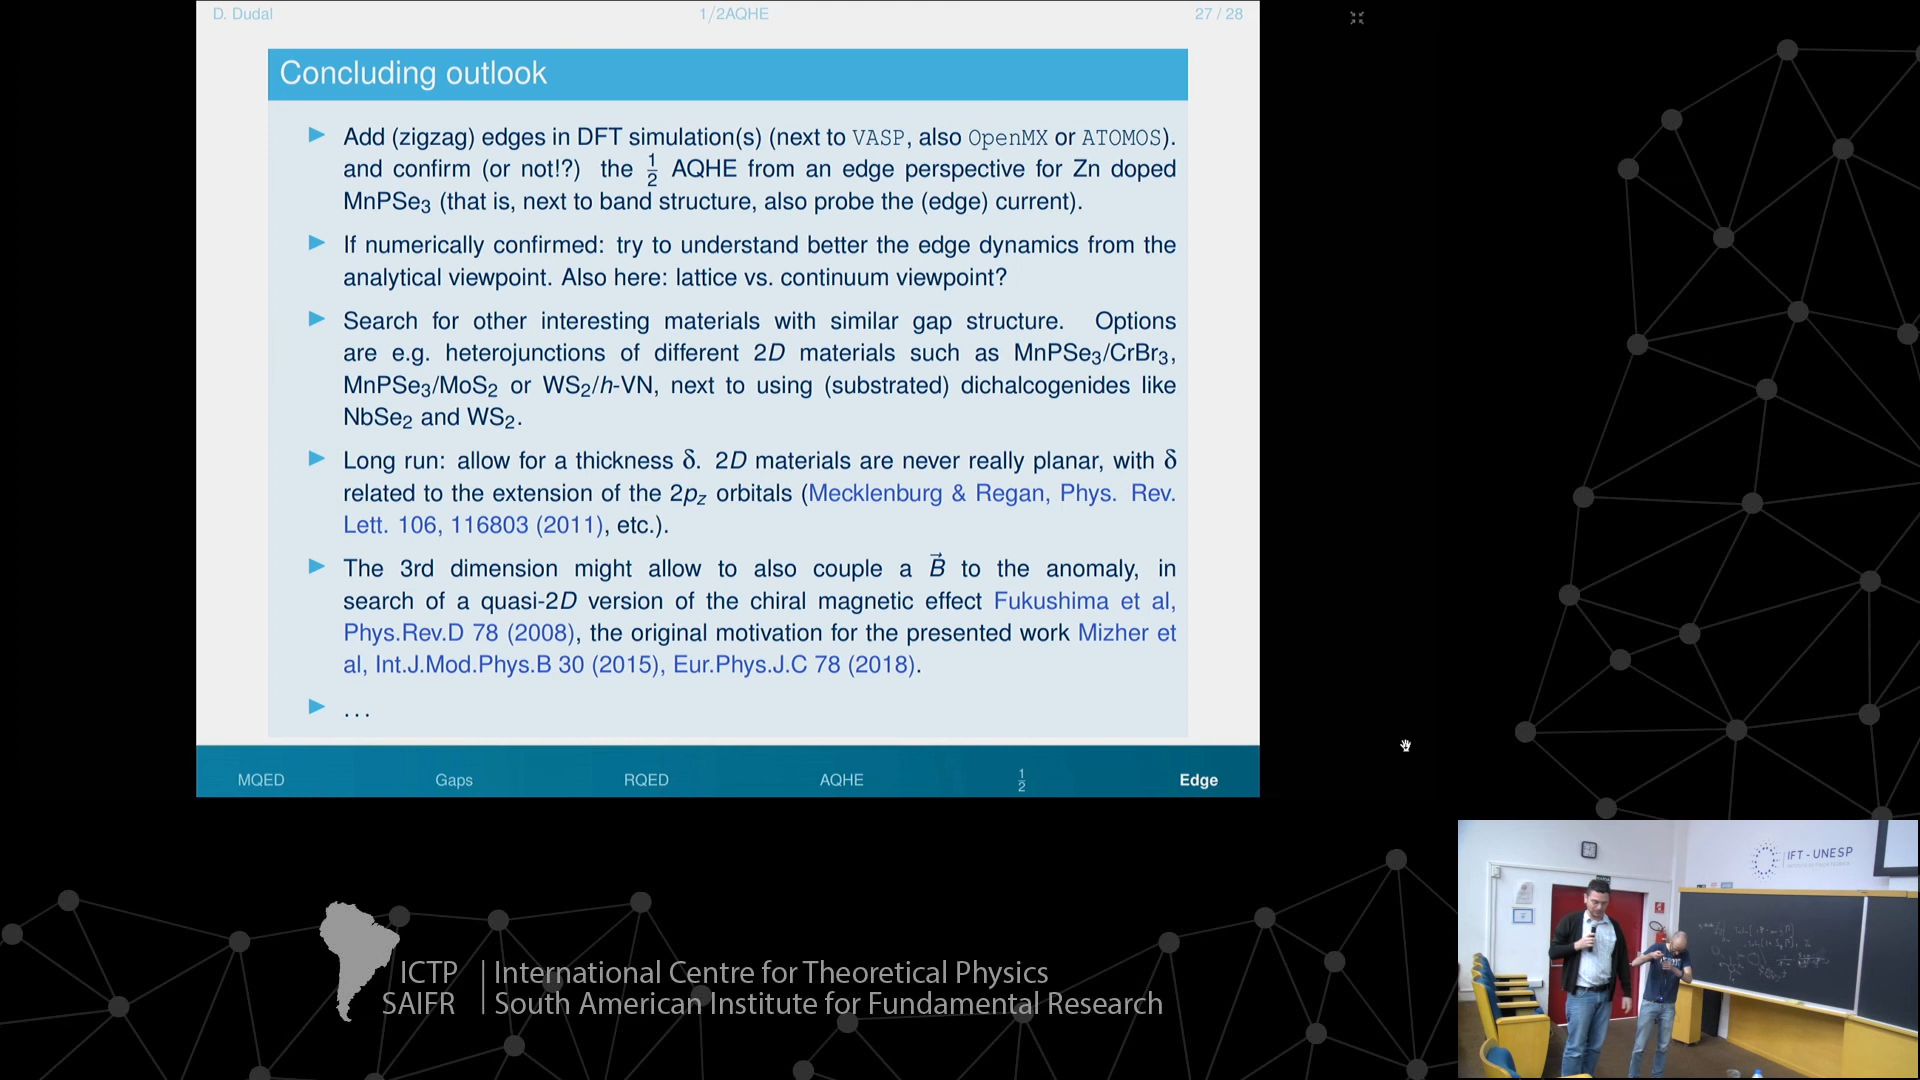 D. Dudal 1/2AQHE 27 / 28
Concluding outlook
▶ Add (zigzag) edges in DFT simulation(s) (next to VASP, also OpenMX or ATOMOS).
and confirm (or not!?) the 1/2 AQHE from an edge perspective for Zn doped
MnPSe₃ (that is, next to band structure, also probe the (edge) current).
▶ If numerically confirmed: try to understand better the edge dynamics from the
analytical viewpoint. Also here: lattice vs. continuum viewpoint?
▶ Search for other interesting materials with similar gap structure. Options
are e.g. heterojunctions of different 2D materials such as MnPSe₃/CrBr₃,
MnPSe₃/MoS₂ or WS₂/h-VN, next to using (substrated) dichalcogenides like
NbSe₂ and WS₂.
▶ Long run: allow for a thickness δ. 2D materials are never really planar, with δ
related to the extension of the 2p_z orbitals (Mecklenburg & Regan, Phys. Rev.
Lett. 106, 116803 (2011), etc.).
▶ The 3rd dimension might allow to also couple a B⃗ to the anomaly, in
search of a quasi-2D version of the chiral magnetic effect Fukushima et al,
Phys.Rev.D 78 (2008), the original motivation for the presented work Mizher et
al, Int.J.Mod.Phys.B 30 (2015), Eur.Phys.J.C 78 (2018).
▶ ...
MQED Gaps RQED AQHE 1/2 Edge
IFT - UNESP
ICTP | International Centre for Theoretical Physics
SAIFR | South American Institute for Fundamental Research